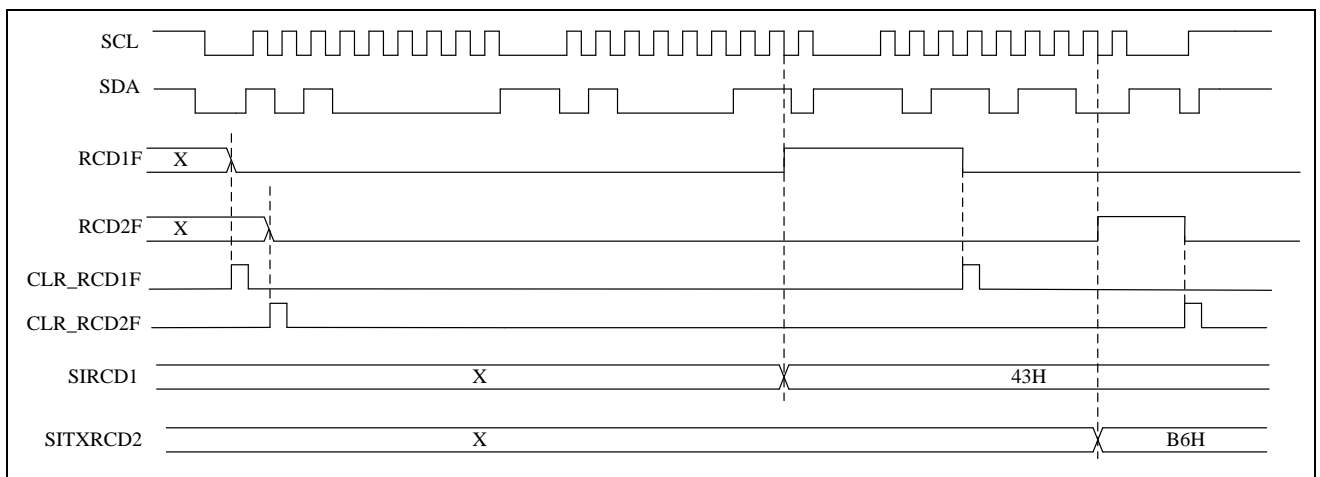 SCL
SDA
RCD1F X
RCD2F X
CLR_RCD1F
CLR_RCD2F
SIRCD1 X 43H
SITXRCD2 X B6H